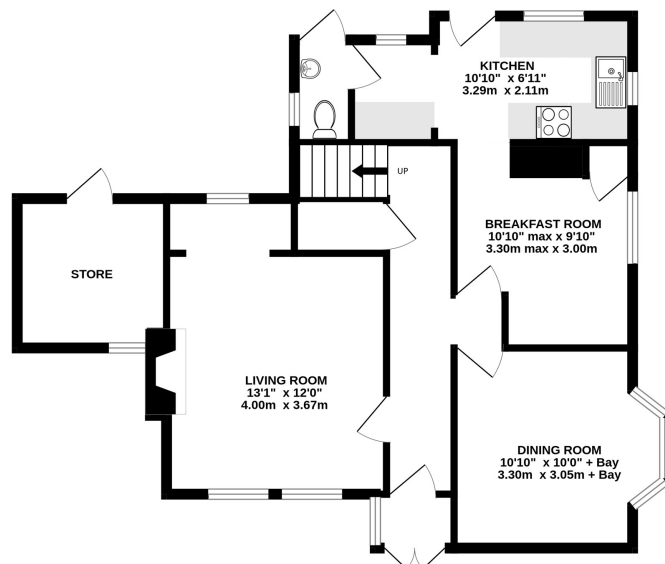 KITCHEN
10'10" x 6'11"
3.29m x 2.11m
UP
BREAKFAST ROOM
10'10" max x 9'10"
3.30m max x 3.00m
STORE
LIVING ROOM
13'1" x 12'0"
4.00m x 3.67m
DINING ROOM
10'10" x 10'0" + Bay
3.30m x 3.05m + Bay